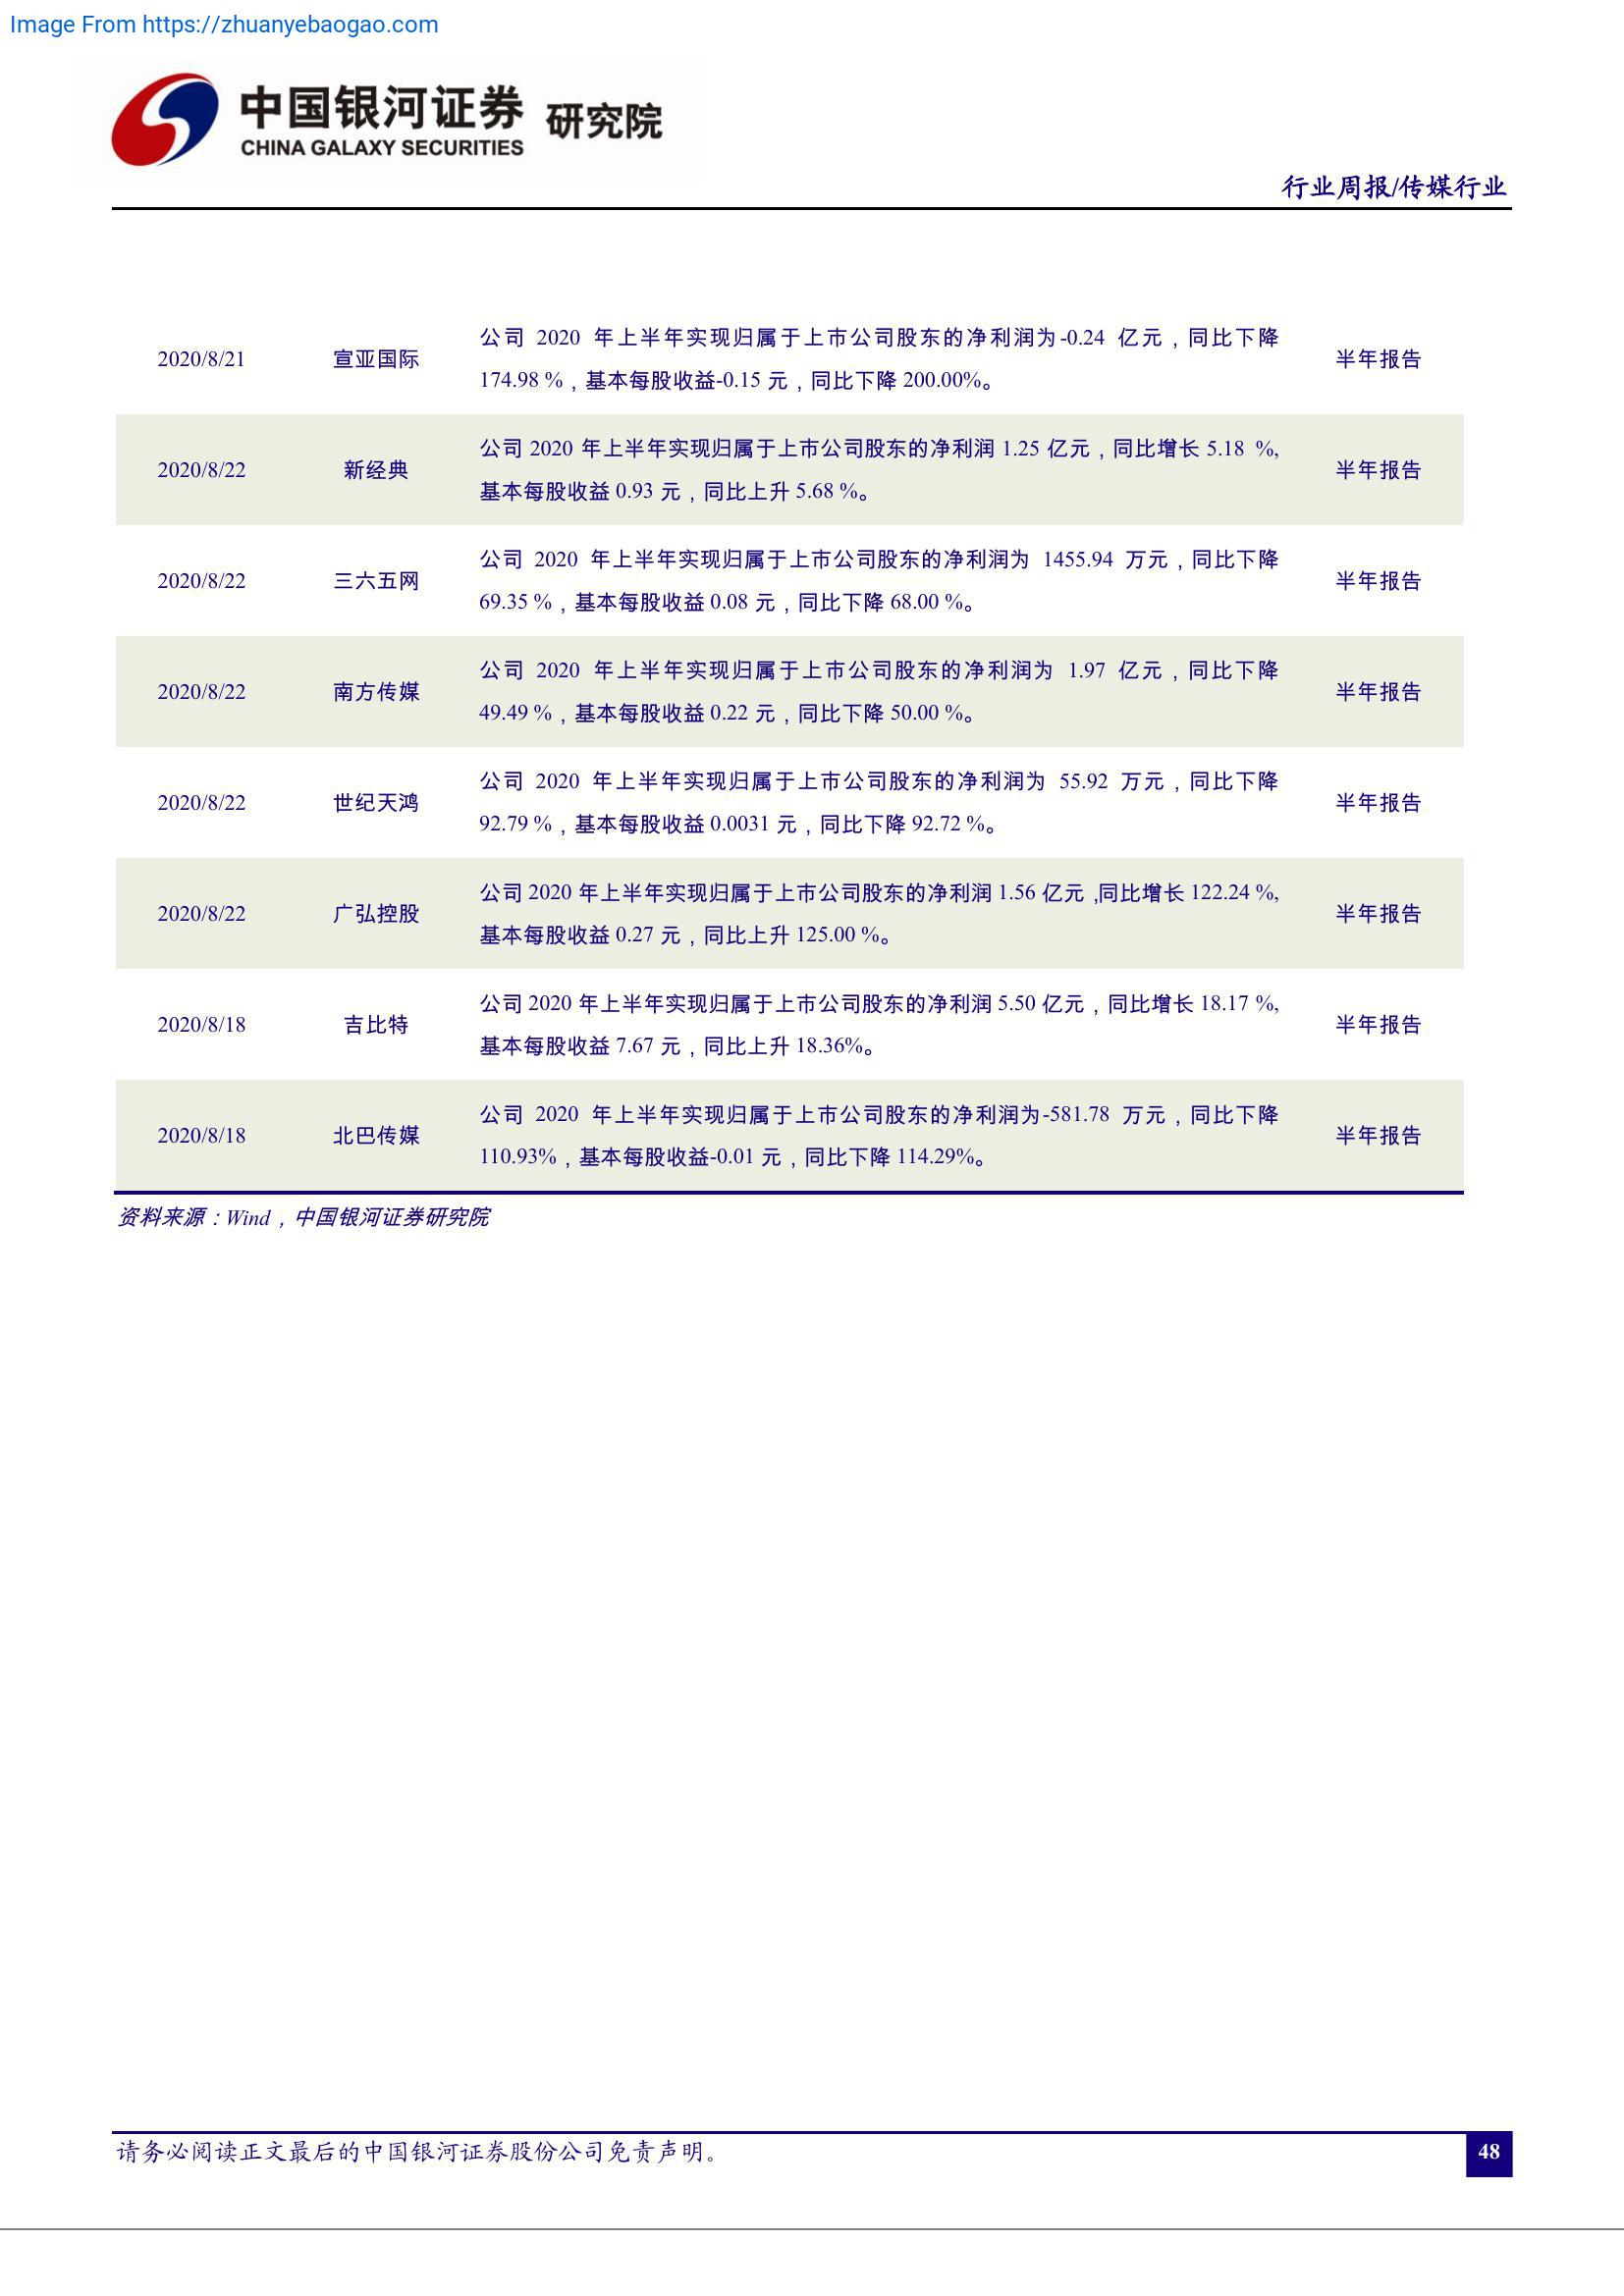 Image From https://zhuanyebaogao.com
中国银河证券 研究院
CHINA GALAXY SECURITIES
行业周报/传媒行业
公司 2020 年上半年实现归属于上市公司股东的净利润为-0.24 亿元，同比下降
2020/8/21 宣亚国际 半年报告
174.98 %，基本每股收益-0.15 元，同比下降 200.00%。
公司 2020 年上半年实现归属于上市公司股东的净利润 1.25 亿元，同比增长 5.18 %,
2020/8/22 新经典 半年报告
基本每股收益 0.93 元，同比上升 5.68 %。
公司 2020 年上半年实现归属于上市公司股东的净利润为 1455.94 万元，同比下降
2020/8/22 三六五网 半年报告
69.35 %，基本每股收益 0.08 元，同比下降 68.00 %。
公司 2020 年上半年实现归属于上市公司股东的净利润为 1.97 亿元，同比下降
2020/8/22 南方传媒 半年报告
49.49 %，基本每股收益 0.22 元，同比下降 50.00 %。
公司 2020 年上半年实现归属于上市公司股东的净利润为 55.92 万元，同比下降
2020/8/22 世纪天鸿 半年报告
92.79 %，基本每股收益 0.0031 元，同比下降 92.72 %。
公司 2020 年上半年实现归属于上市公司股东的净利润 1.56 亿元 ,同比增长 122.24 %,
2020/8/22 广弘控股 半年报告
基本每股收益 0.27 元，同比上升 125.00 %。
公司 2020 年上半年实现归属于上市公司股东的净利润 5.50 亿元，同比增长 18.17 %,
2020/8/18 吉比特 半年报告
基本每股收益 7.67 元，同比上升 18.36%。
公司 2020 年上半年实现归属于上市公司股东的净利润为-581.78 万元，同比下降
2020/8/18 北巴传媒 半年报告
110.93%，基本每股收益-0.01 元，同比下降 114.29%。
资料来源：Wind，中国银河证券研究院
请务必阅读正文最后的中国银河证券股份公司免责声明。
48